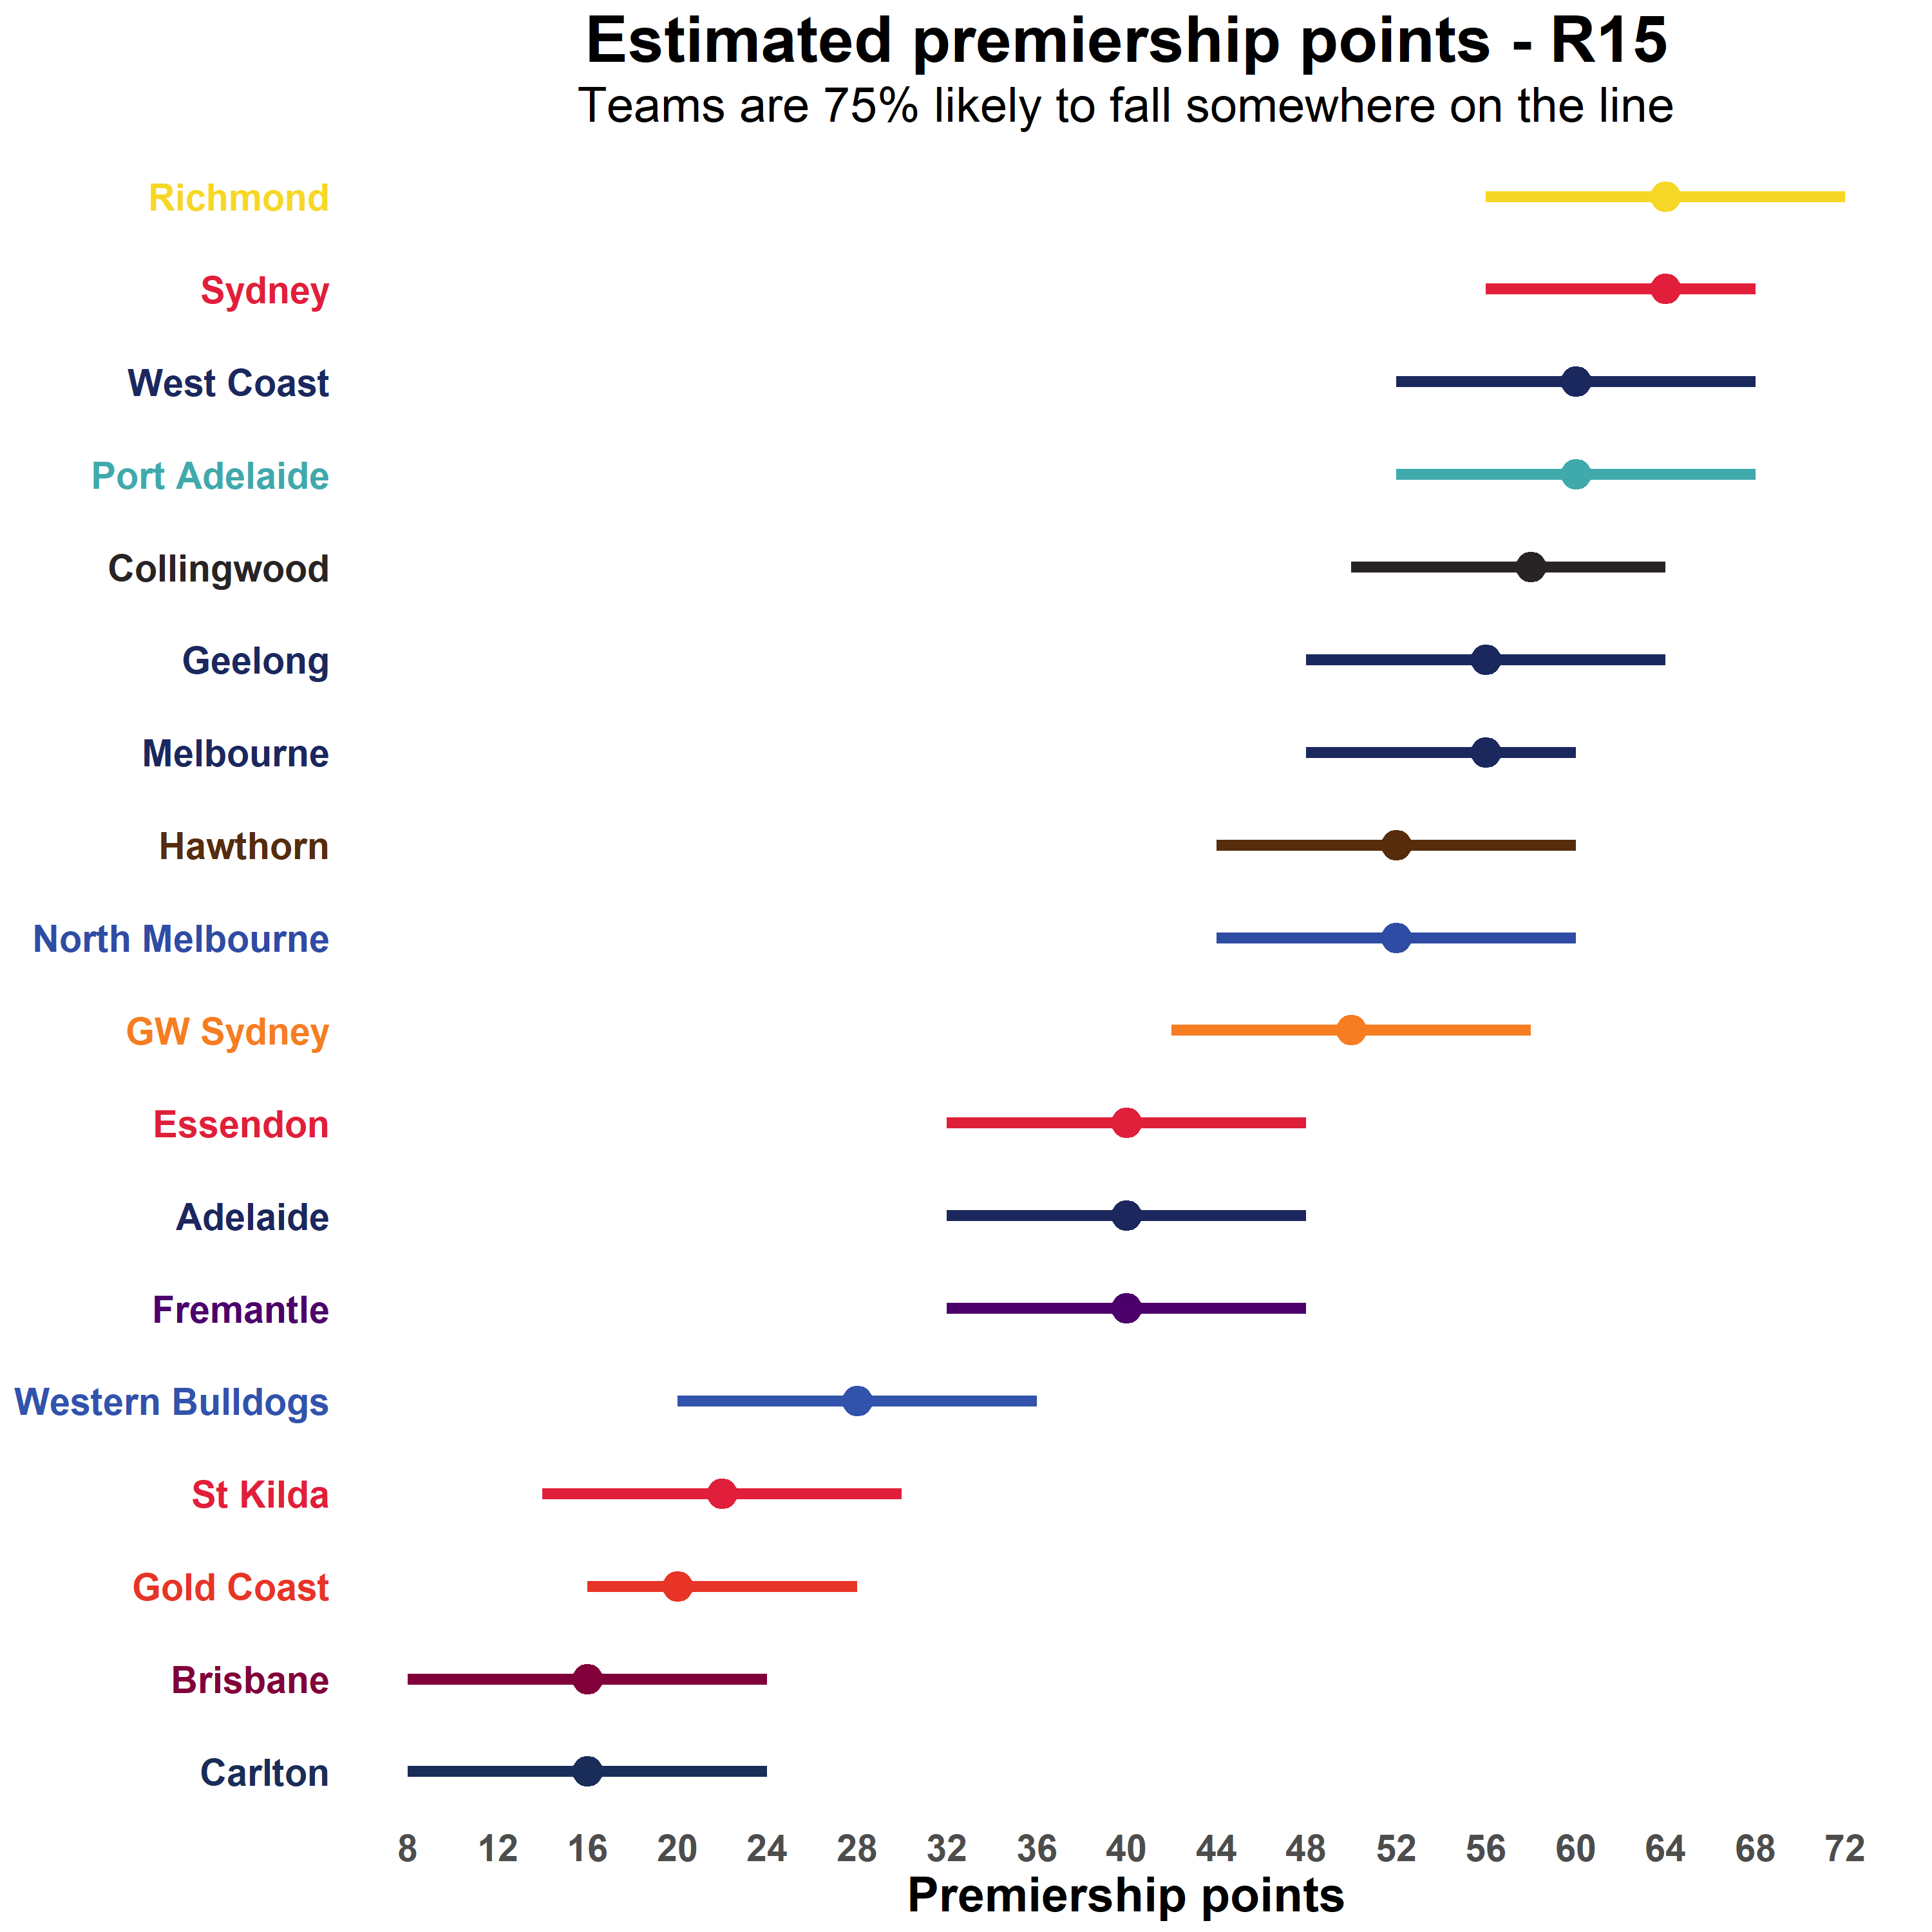 Estimated premiership points - R15
Teams are 75% likely to fall somewhere on the line
Richmond
Sydney
West Coast
Port Adelaide
Collingwood
Geelong
Melbourne
Hawthorn
North Melbourne
GW Sydney
Essendon
Adelaide
Fremantle
Western Bulldogs
St Kilda
Gold Coast
Brisbane
Carlton
8 12 16 20 24 28 32 36 40 44 48 52 56 60 64 68 72
Premiership points